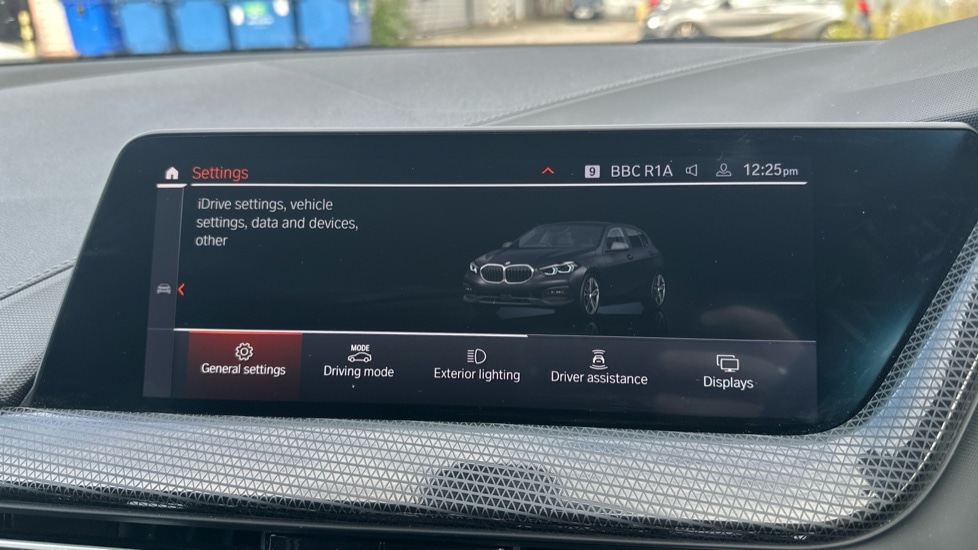 Settings
9 BBC R1A 12:25pm
iDrive settings, vehicle
settings, data and devices,
other
General settings
MODE
Driving mode
Exterior lighting
Driver assistance
Displays